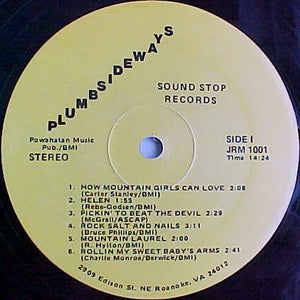 PLUMBSIDEWAYS
SOUND STOP
RECORDS
Powahatan Music
Pub./BMI
STEREO
SIDE I
JRM 1001
Time 14:24
1. HOW MOUNTAIN GIRLS CAN LOVE 2:08
(Carter Stanley/BMI)
2. HELEN 1:55
(Rebo-Godsen/BMI)
3. PICKIN' TO BEAT THE DEVIL 2:29
(McGrail/ASCAP)
4. ROCK SALT AND NAILS 3:11
(Bruce Phillips/BMI)
5. MOUNTAIN LAUREL 2:00
(R. Hylton/BMI)
6. ROLLIN MY SWEET BABY'S ARMS 2:41
(Charlie Monroe/Berwick/BMI)
2909 Edison St. NE Roanoke, VA 24012